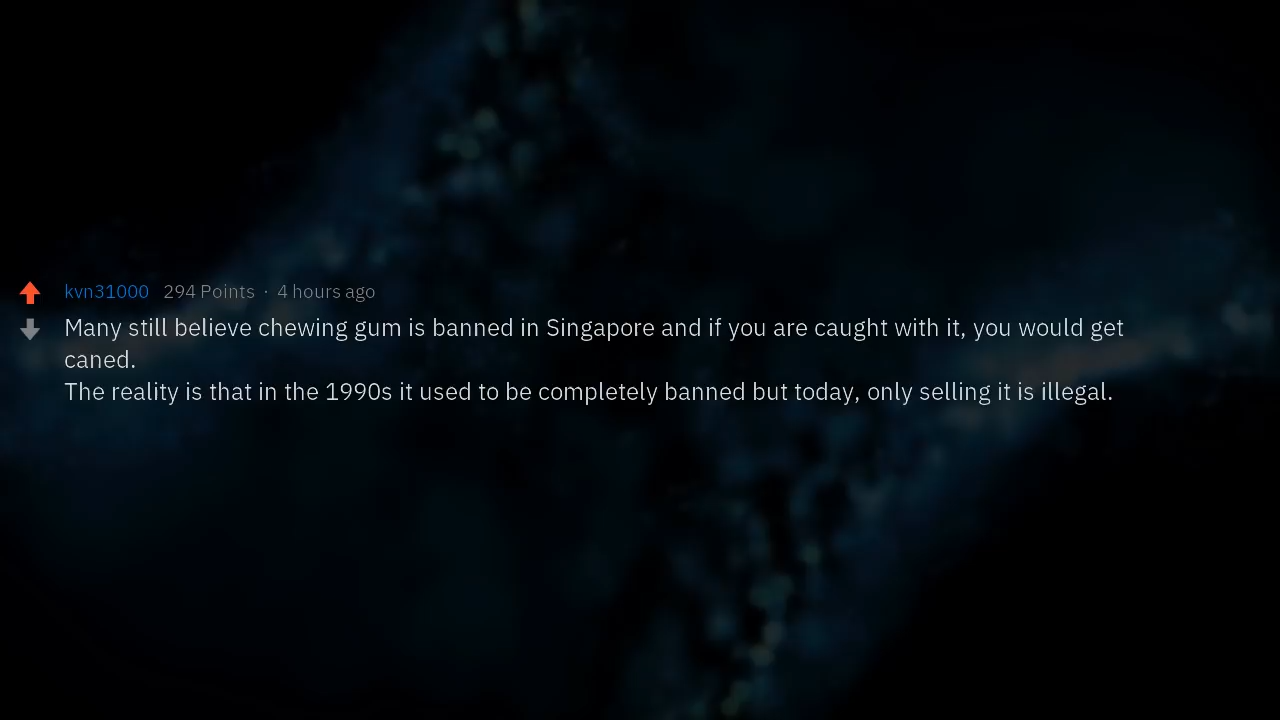 kvn31000 294 Points · 4 hours ago
Many still believe chewing gum is banned in Singapore and if you are caught with it, you would get
caned.
The reality is that in the 1990s it used to be completely banned but today, only selling it is illegal.